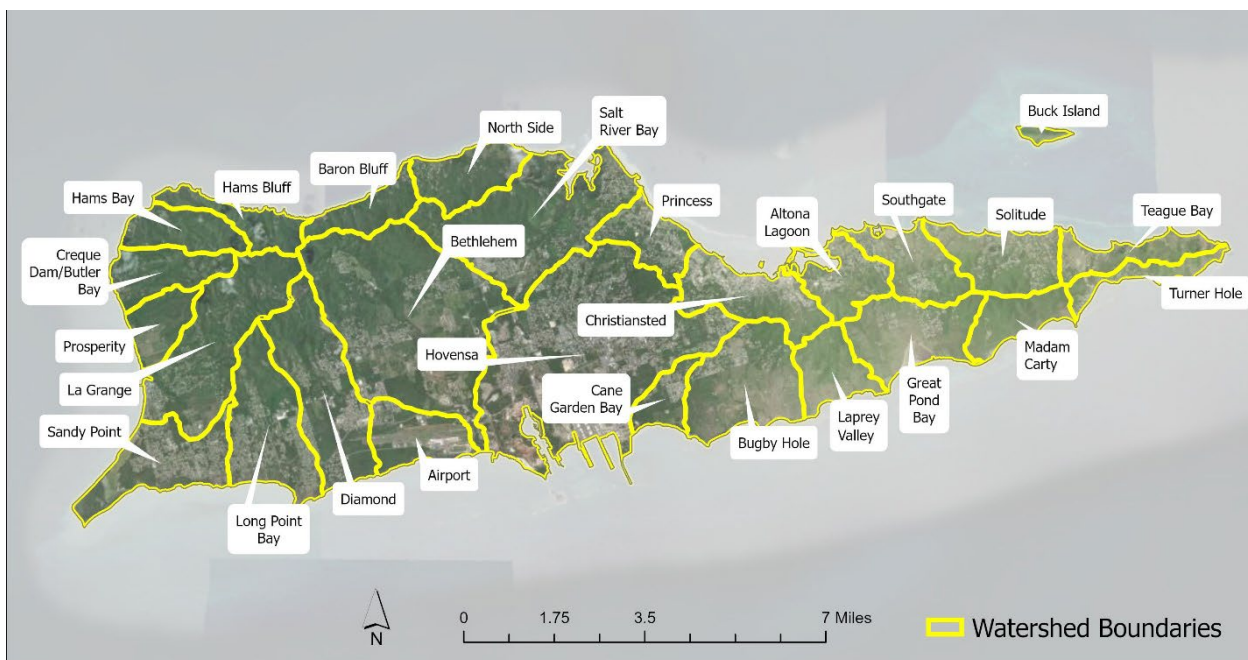 Buck Island
Salt
River Bay
North Side
Baron Bluff
Hams Bluff
Hams Bay
Princess
Southgate
Solitude
Altona
Lagoon
Teague Bay
Bethlehem
Creque
Dam/Butler
Bay
Turner Hole
Christiansted
Prosperity
Hovensa
Madam
Carty
La Grange
Cane
Garden Bay
Great
Pond
Bay
Laprey
Valley
Sandy Point
Bugby Hole
Airport
Diamond
Long Point
Bay
N
0 1.75 3.5 7 Miles
Watershed Boundaries